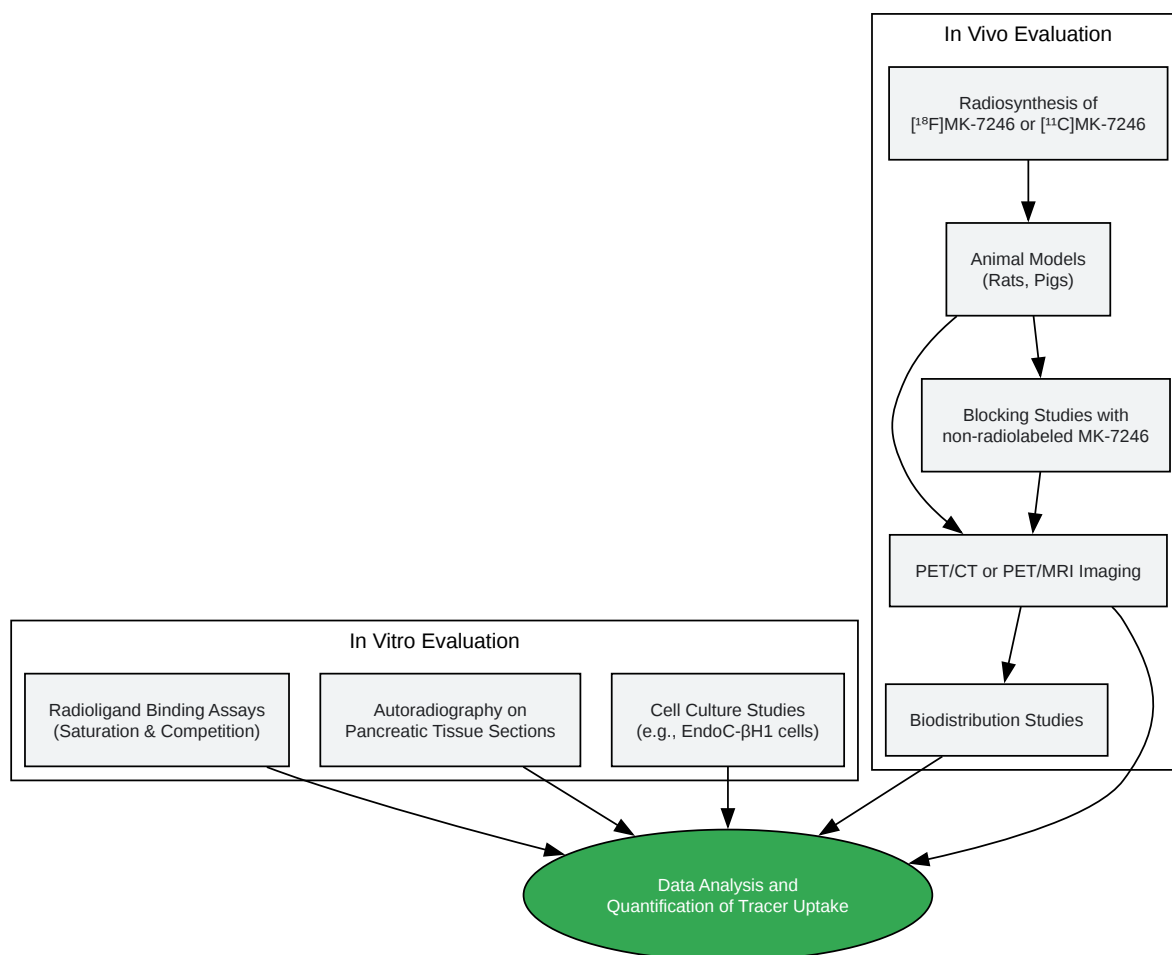 In Vivo Evaluation
Radiosynthesis of
[¹⁸F]MK-7246 or [¹¹C]MK-7246
Animal Models
(Rats, Pigs)
Blocking Studies with
non-radiolabeled MK-7246
PET/CT or PET/MRI Imaging
Biodistribution Studies
In Vitro Evaluation
Radioligand Binding Assays
(Saturation & Competition)
Autoradiography on
Pancreatic Tissue Sections
Cell Culture Studies
(e.g., EndoC-βH1 cells)
Data Analysis and
Quantification of Tracer Uptake